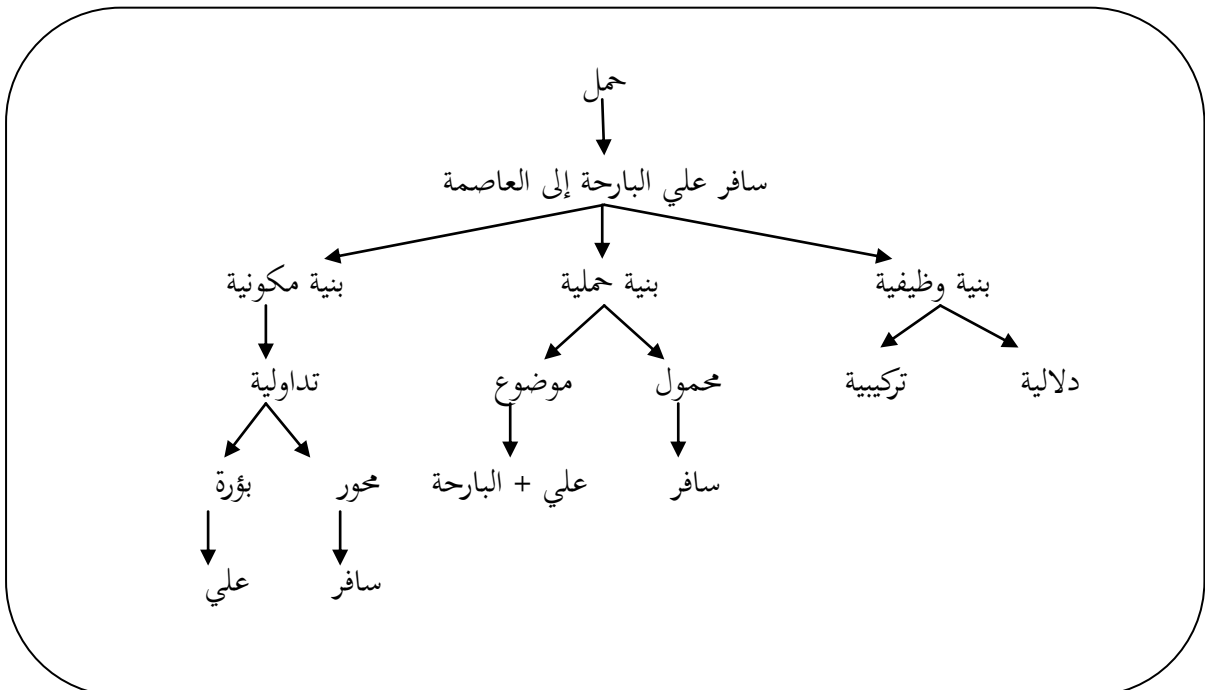 حمل
سافر علي البارحة إلى العاصمة
بنية وظيفية بنية حملية بنية مكونية
دلالية تركيبية محمول موضوع تداولية
سافر علي + البارحة محور بؤرة
سافر علي